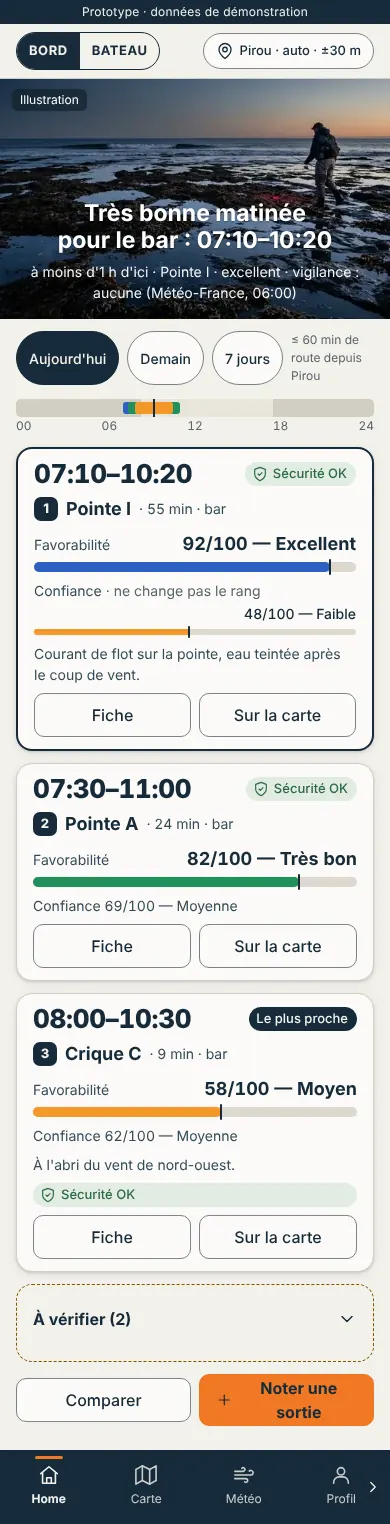 Prototype · données de démonstration
BORD
BATEAU
Pirou · auto · ±30 m
Illustration
Très bonne matinée
pour le bar : 07:10–10:20
à moins d'1 h d'ici · Pointe I · excellent · vigilance :
aucune (Météo-France, 06:00)
Aujourd'hui
Demain
7 jours
≤ 60 min de
route depuis
Pirou
00
06
12
18
24
07:10–10:20
Sécurité OK
1
Pointe I · 55 min · bar
Favorabilité
92/100 — Excellent
Confiance · ne change pas le rang
48/100 — Faible
Courant de flot sur la pointe, eau teintée après
le coup de vent.
Fiche
Sur la carte
07:30–11:00
Sécurité OK
2
Pointe A · 24 min · bar
Favorabilité
82/100 — Très bon
Confiance 69/100 — Moyenne
Fiche
Sur la carte
08:00–10:30
Le plus proche
3
Crique C · 9 min · bar
Favorabilité
58/100 — Moyen
Confiance 62/100 — Moyenne
À l'abri du vent de nord-ouest.
Sécurité OK
Fiche
Sur la carte
À vérifier (2)
Comparer
+ Noter une
sortie
Home
Carte
Météo
Profil